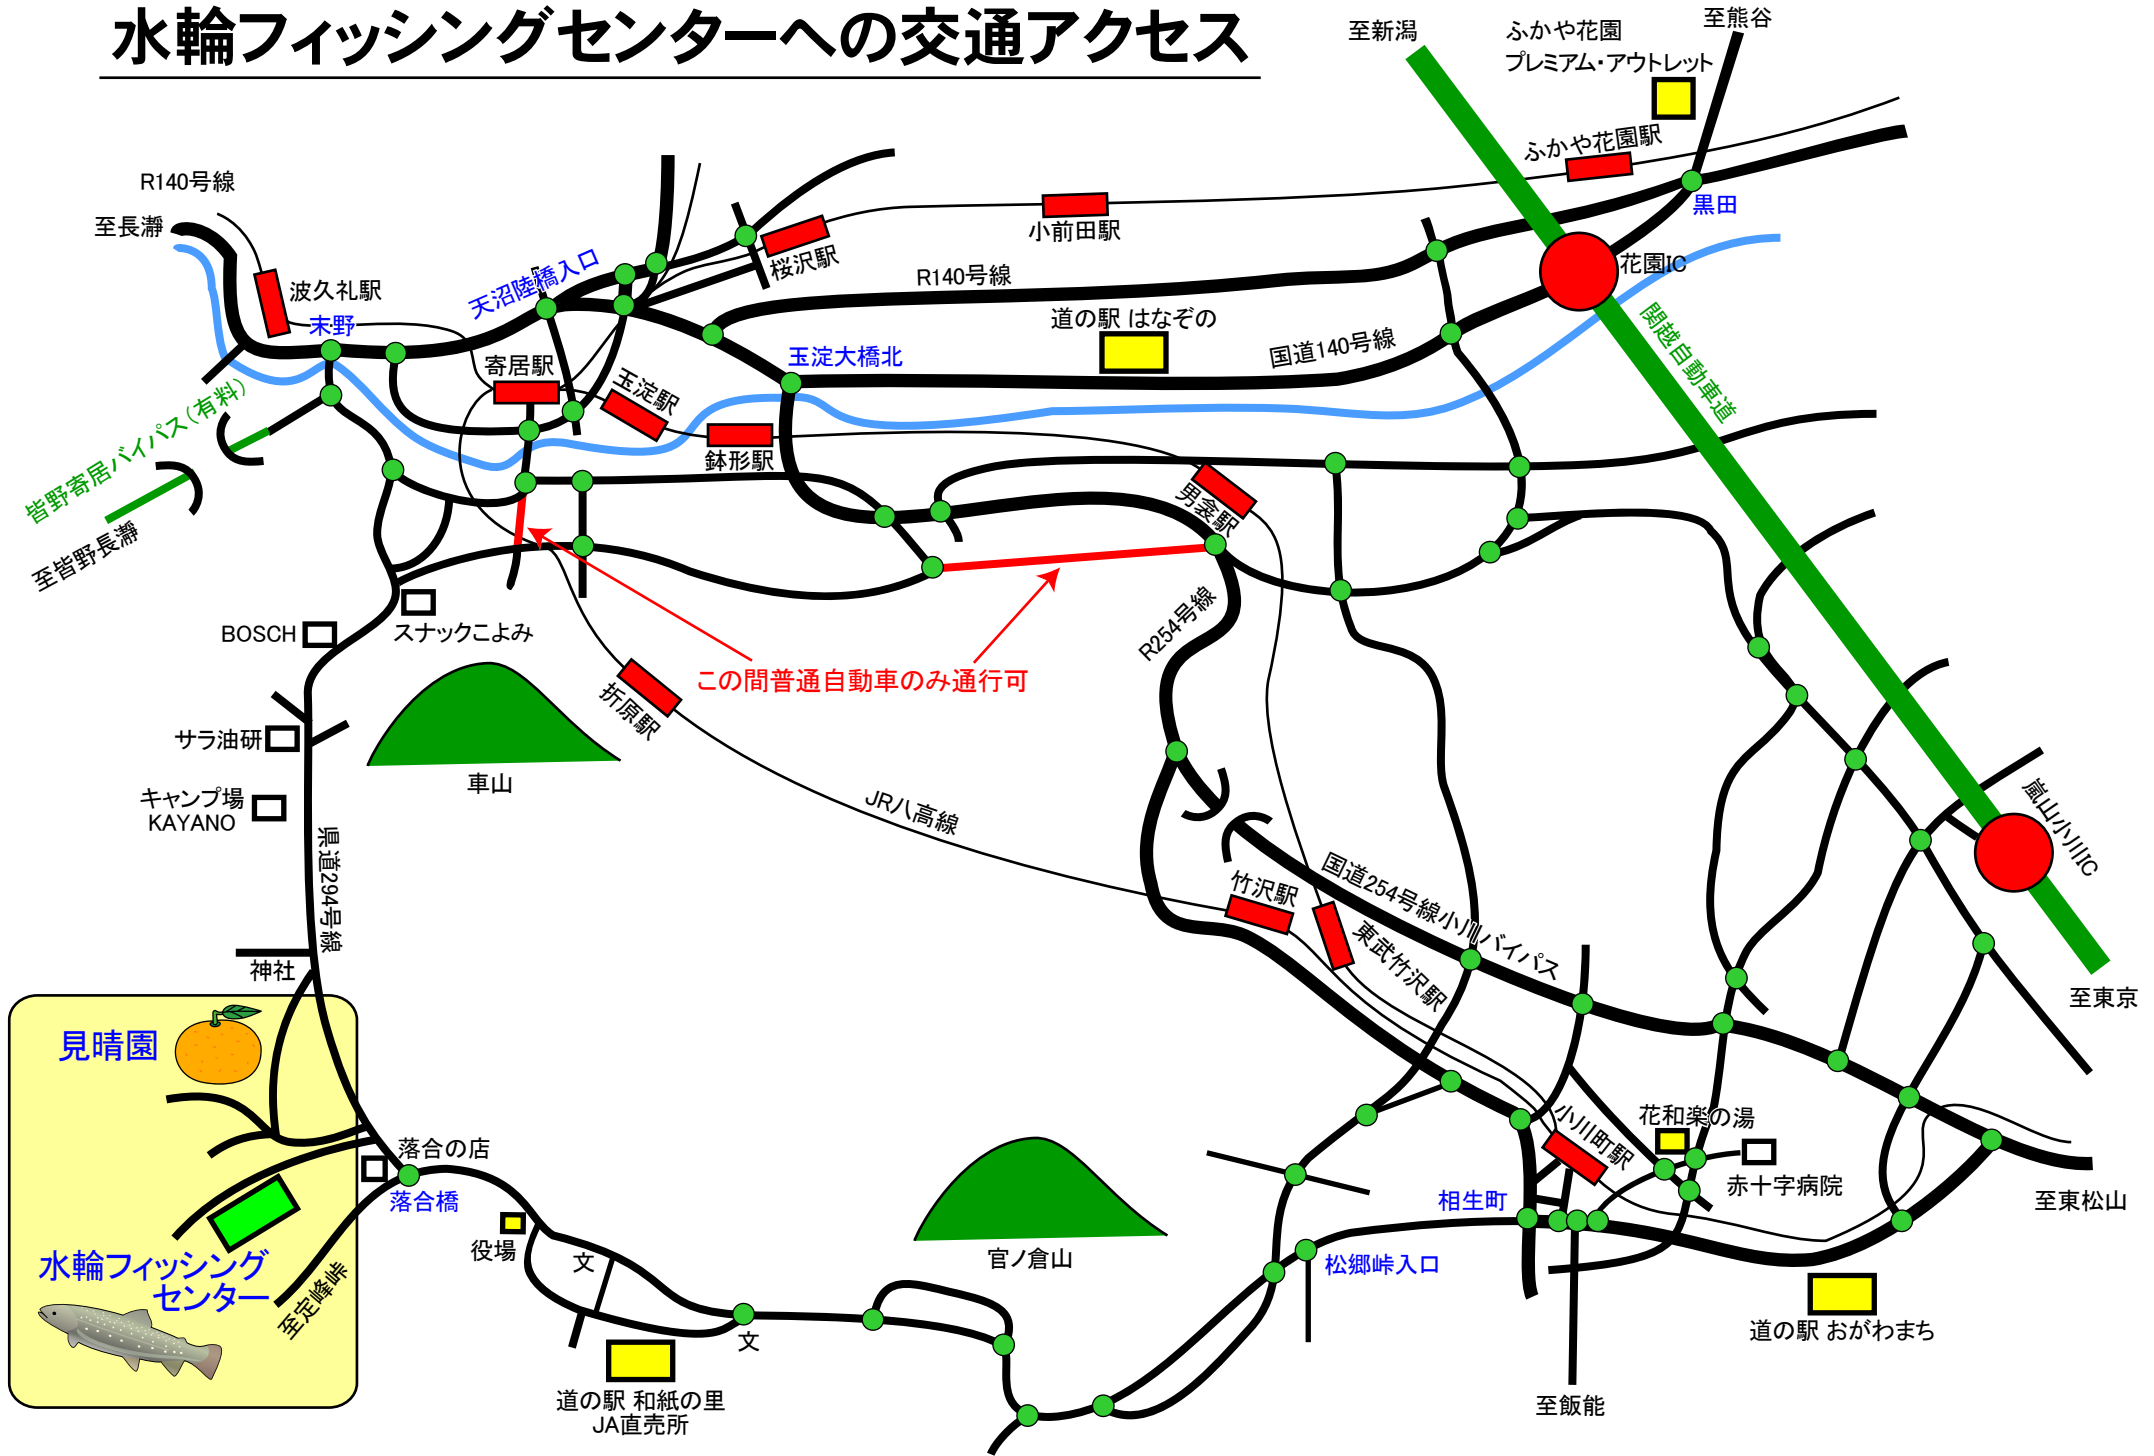 水輪フィッシングセンターへの交通アクセス
至新潟
ふかや花園
プレミアム・アウトレット
至熊谷
ふかや花園駅
R140号線
至長瀞
黒田
小前田駅
桜沢駅
天沼陸橋入口
花園IC
R140号線
波久礼駅
末野
道の駅 はなぞの
関越自動車道
国道140号線
玉淀大橋北
寄居駅
玉淀駅
鉢形駅
皆野寄居バイパス(有料)
男衾駅
至皆野長瀞
R254号線
スナックこよみ
BOSCH
この間普通自動車のみ通行可
折原駅
サラ油研
車山
キャンプ場
KAYANO
JR八高線
嵐山小川IC
県道294号線
国道254号線小川バイパス
竹沢駅
東武竹沢駅
神社
至東京
見晴園
小川町駅
花和楽の湯
落合の店
赤十字病院
落合橋
相生町
至東松山
役場
文
官ノ倉山
松郷峠入口
水輪フィッシング
センター
至定峰峠
道の駅 おがわまち
文
道の駅 和紙の里
JA直売所
至飯能